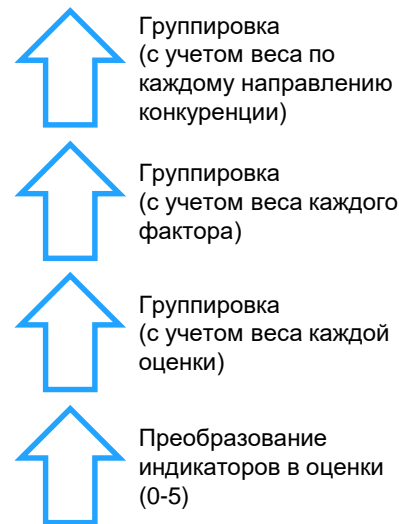 Группировка
(с учетом веса по
каждому направлению
конкуренции)
Группировка
(с учетом веса каждого
фактора)
Группировка
(с учетом веса каждой
оценки)
Преобразование
индикаторов в оценки
(0-5)